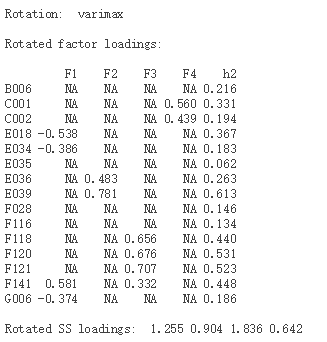 Rotation:  varimax

Rotated factor loadings:

         F1    F2    F3    F4    h2
B006     NA    NA    NA    NA 0.216
C001     NA    NA    NA 0.560 0.331
C002     NA    NA    NA 0.439 0.194
E018 -0.538    NA    NA    NA 0.367
E034 -0.386    NA    NA    NA 0.183
E035     NA    NA    NA    NA 0.062
E036     NA 0.483    NA    NA 0.263
E039     NA 0.781    NA    NA 0.613
F028     NA    NA    NA    NA 0.146
F116     NA    NA    NA    NA 0.134
F118     NA    NA 0.656    NA 0.440
F120     NA    NA 0.676    NA 0.531
F121     NA    NA 0.707    NA 0.523
F141  0.581    NA 0.332    NA 0.448
G006 -0.374    NA    NA    NA 0.186

Rotated SS loadings:  1.255 0.904 1.836 0.642